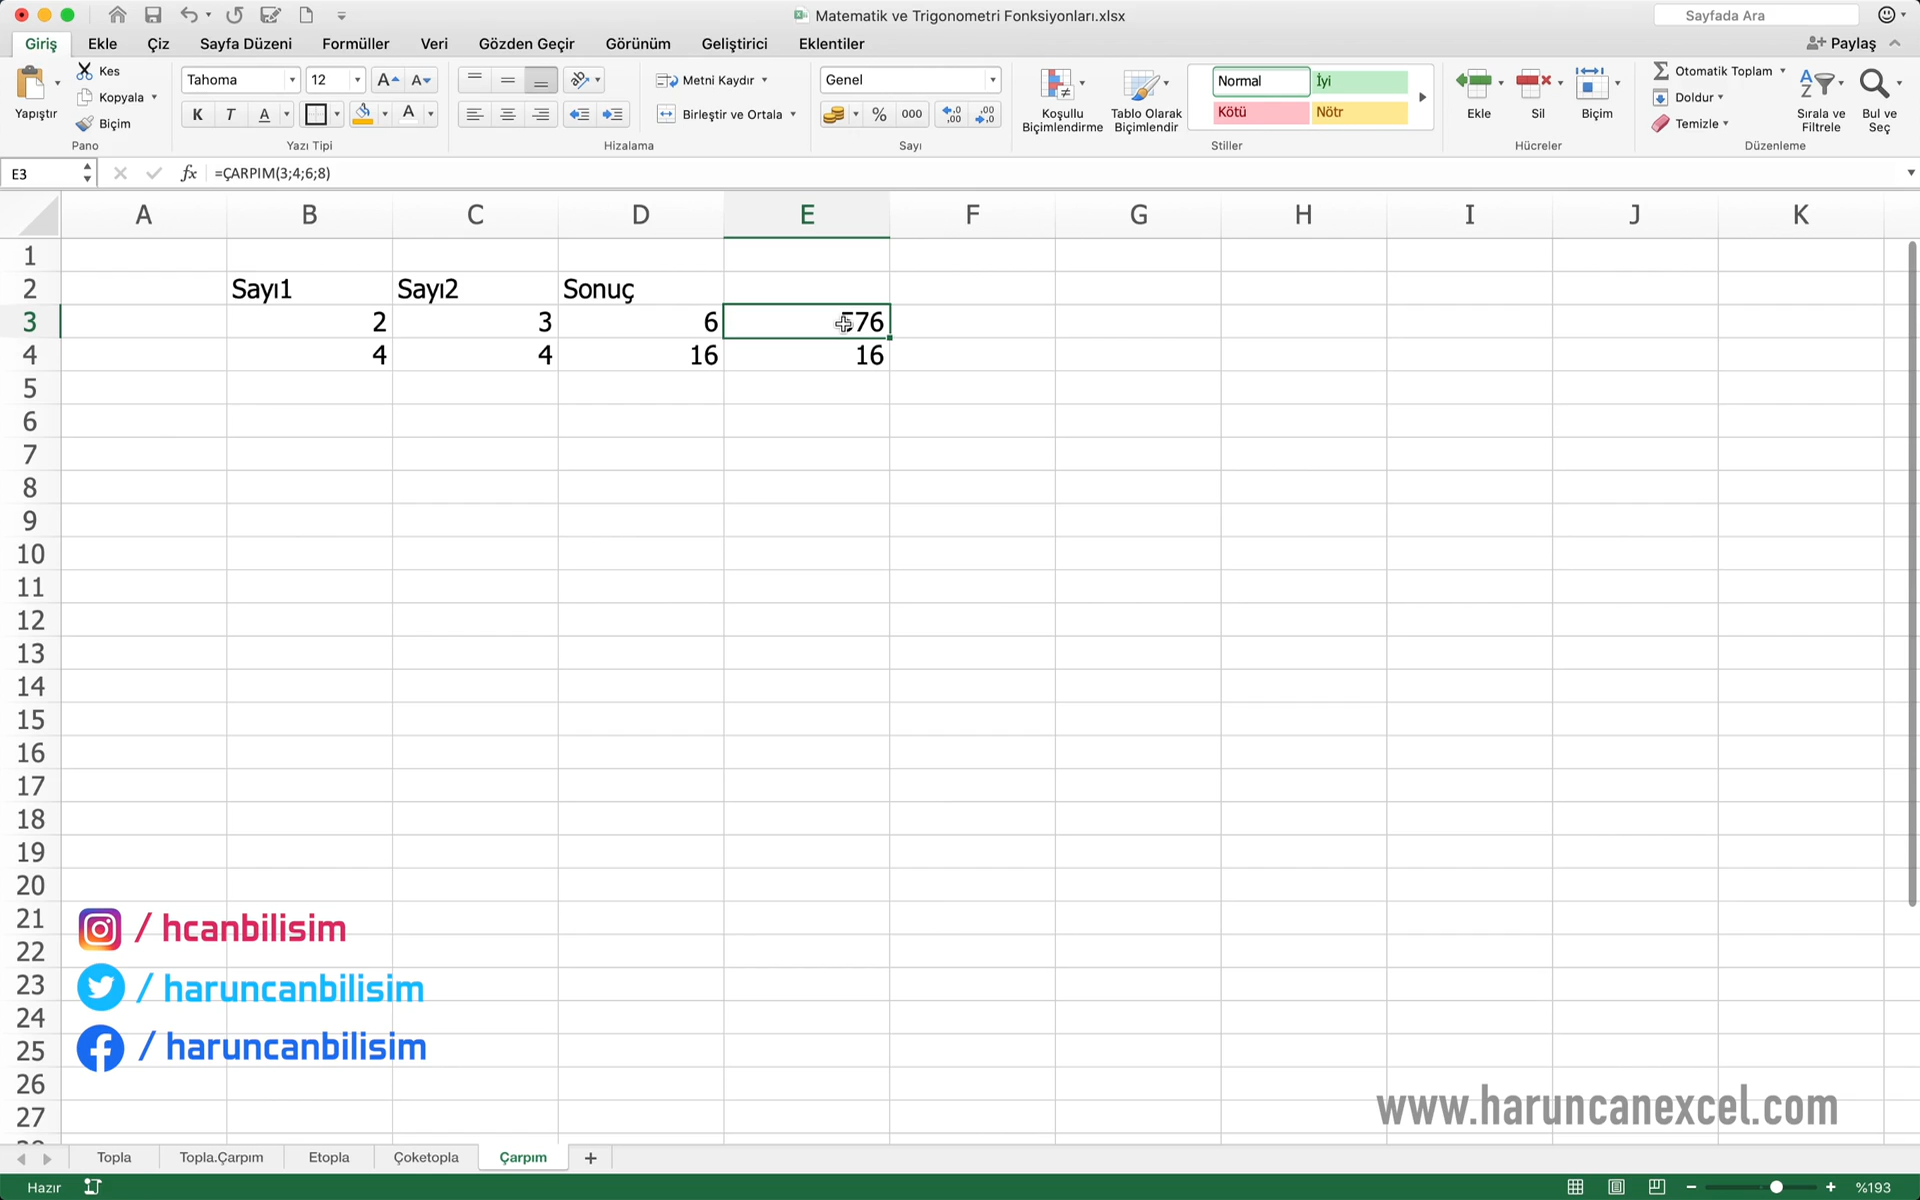 Matematik ve Trigonometri Fonksiyonları.xlsx
Sayfada Ara
Giriş Ekle Çiz Sayfa Düzeni Formüller Veri Gözden Geçir Görünüm Geliştirici Eklentiler
Paylaş
Yapıştır
Kes
Kopyala
Biçim
Pano
Tahoma 12
K T A A
Yazı Tipi
Metni Kaydır
Birleştir ve Ortala
Hizalama
Genel
% 000
Sayı
Koşullu Biçimlendirme
Tablo Olarak Biçimlendir
Normal İyi
Kötü Nötr
Stiller
Ekle Sil Biçim
Hücreler
Otomatik Toplam
Doldur
Temizle
Sırala ve Filtrele
Bul ve Seç
Düzenleme
E3 fx =ÇARPIM(3;4;6;8)
A B C D E F G H I J K
1
2 Sayı1 Sayı2 Sonuç
3 2 3 6 576
4 4 4 16 16
5
6
7
8
9
10
11
12
13
14
15
16
17
18
19
20
21
22
23
24
25
26
27
/ hcanbilisim
/ haruncanbilisim
/ haruncanbilisim
www.haruncanexcel.com
Topla Topla.Çarpım Etopla Çoketopla Çarpım
Hazır
%193